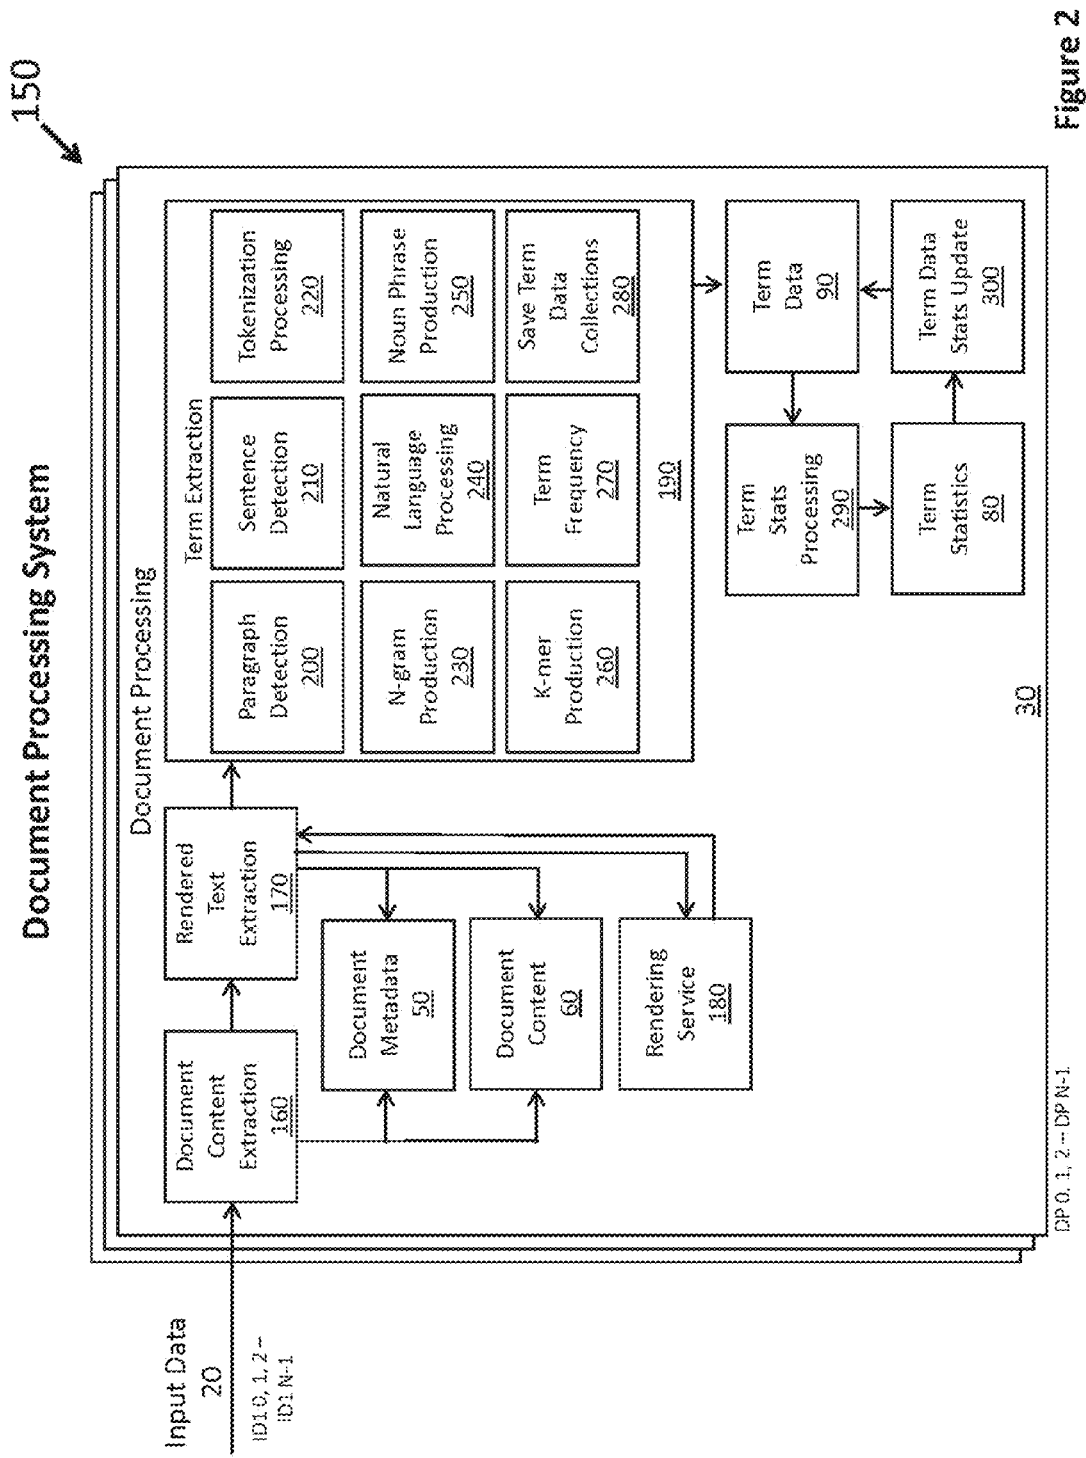 Document Processing System
150
Input Data
20
ID1 0, 1, 2 –
ID1 N-1
Document Processing
Document
Content
Extraction
160
Rendered
Text
Extraction
170
Document
Metadata
50
Document
Content
60
Rendering
Service
180
Term Extraction
Paragraph
Detection
200
Sentence
Detection
210
Tokenization
Processing
220
N-gram
Production
230
Natural
Language
Processing
240
Noun Phrase
Production
250
K-mer
Production
260
Term
Frequency
270
Save Term
Data
Collections
280
190
Term
Stats
Processing
290
Term
Data
90
Term
Statistics
80
Term Data
Stats Update
300
30
DP 0, 1, 2 – DP N-1
Figure 2